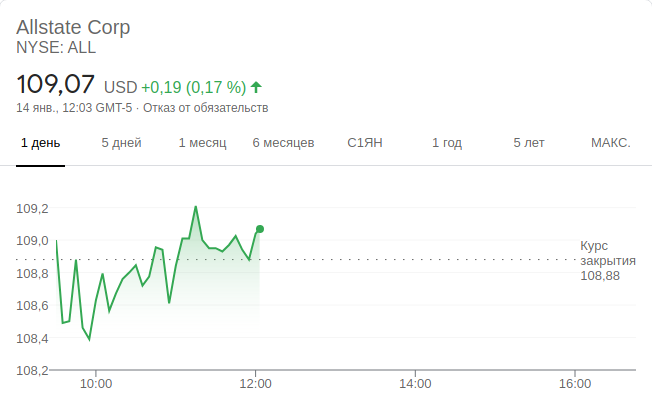 Allstate Corp
NYSE: ALL
109,07 USD +0,19 (0,17 %)
14 янв., 12:03 GMT-5 · Отказ от обязательств
1 день 5 дней 1 месяц 6 месяцев С1ЯН 1 год 5 лет МАКС.
109,2
109,0
108,8
108,6
108,4
108,2
Курс
закрытия
108,88
10:00 12:00 14:00 16:00